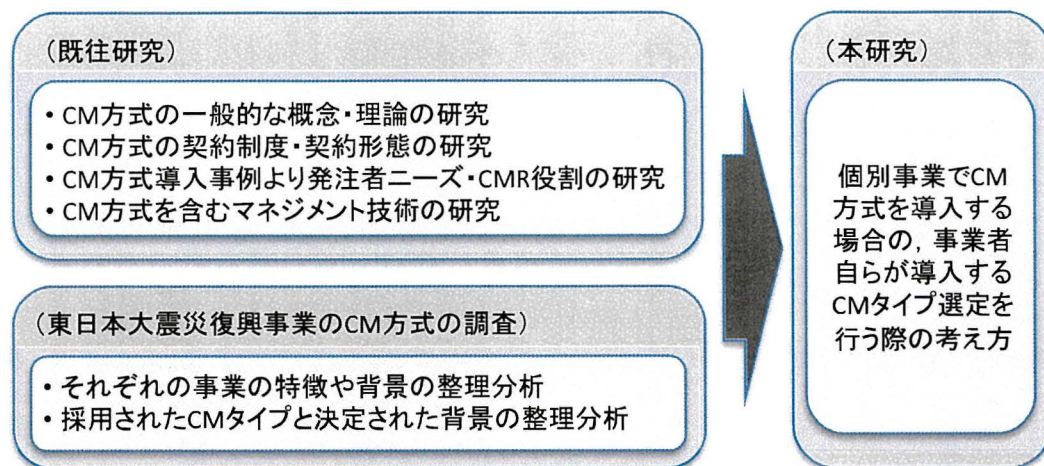 (既往研究)
・CM方式の一般的な概念・理論の研究
・CM方式の契約制度・契約形態の研究
・CM方式導入事例より発注者ニーズ・CMR役割の研究
・CM方式を含むマネジメント技術の研究
(東日本大震災復興事業のCM方式の調査)
・それぞれの事業の特徴や背景の整理分析
・採用されたCMタイプと決定された背景の整理分析
(本研究)
個別事業でCM
方式を導入する
場合の,事業者
自らが導入する
CMタイプ選定を
行う際の考え方